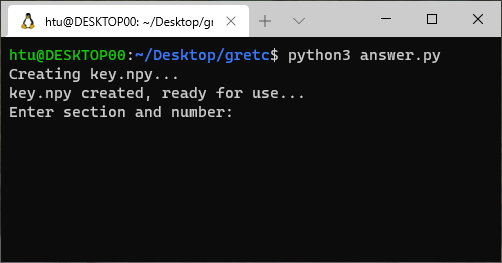 htu@DESKTOP00: ~/Desktop/gr
htu@DESKTOP00:~/Desktop/gretc$ python3 answer.py
Creating key.npy...
key.npy created, ready for use...
Enter section and number: